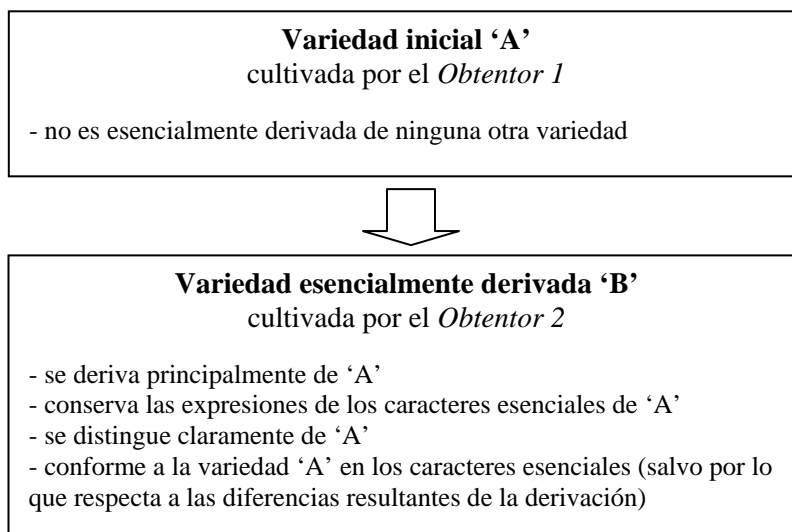 Variedad inicial ‘A’
cultivada por el Obtentor 1
- no es esencialmente derivada de ninguna otra variedad
Variedad esencialmente derivada ‘B’
cultivada por el Obtentor 2
- se deriva principalmente de ‘A’
- conserva las expresiones de los caracteres esenciales de ‘A’
- se distingue claramente de ‘A’
- conforme a la variedad ‘A’ en los caracteres esenciales (salvo por lo
que respecta a las diferencias resultantes de la derivación)